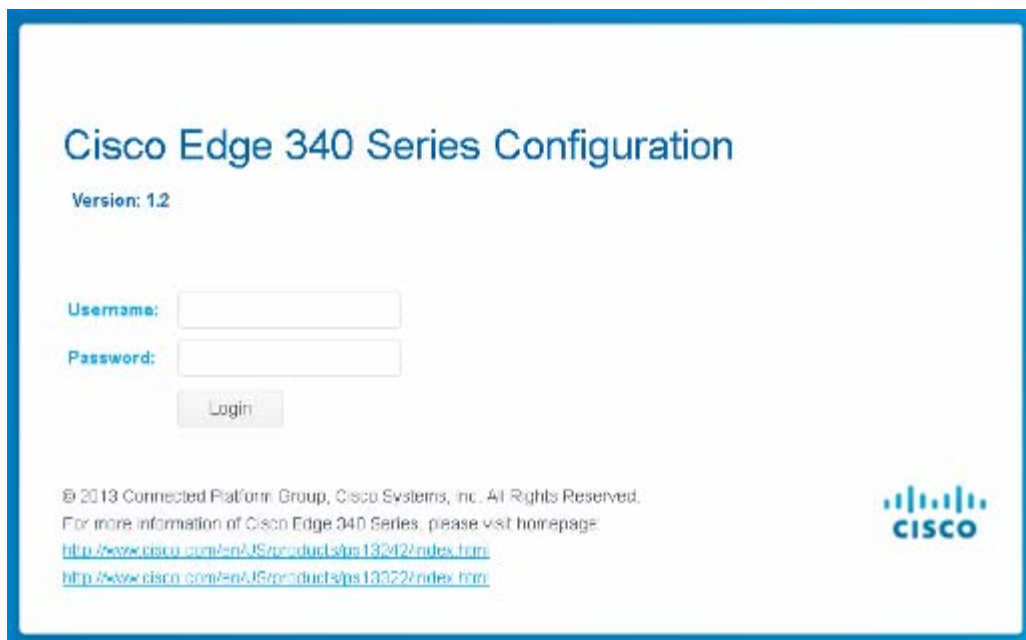 Cisco Edge 340 Series Configuration
Version: 1.2
Username:
Password:
Login
© 2013 Connected Platform Group, Cisco Systems, Inc. All Rights Reserved.
For more information of Cisco Edge 340 Series, please visit homepage:
http://www.cisco.com/en/US/products/ps13242/index.html
http://www.cisco.com/en/US/products/ps13322/index.html
CISCO